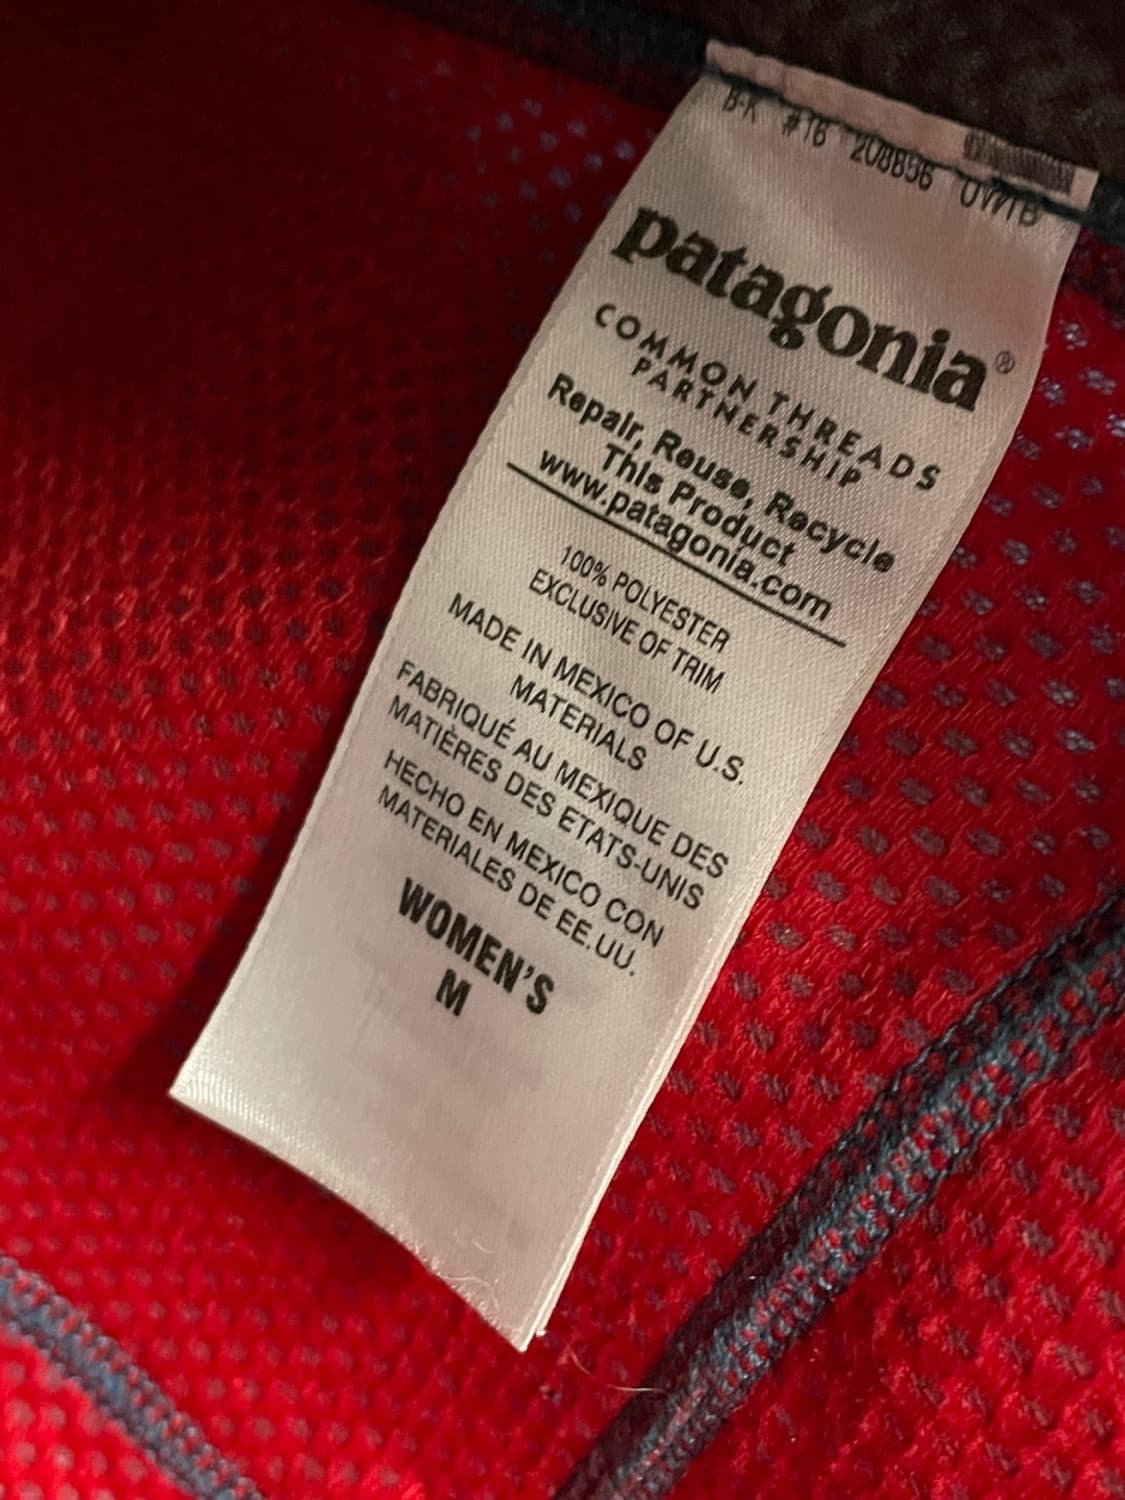 B-K #16 208856
patagonia®
COMMON THREADS
PARTNERSHIP
Repair, Reuse, Recycle
This Product
www.patagonia.com
100% POLYESTER
EXCLUSIVE OF TRIM
MADE IN MEXICO OF U.S.
MATERIALS
FABRIQUÉ AU MEXIQUE DES
MATIÈRES DES ETATS-UNIS
HECHO EN MEXICO CON
MATERIALES DE EE.UU.
WOMEN'S
M